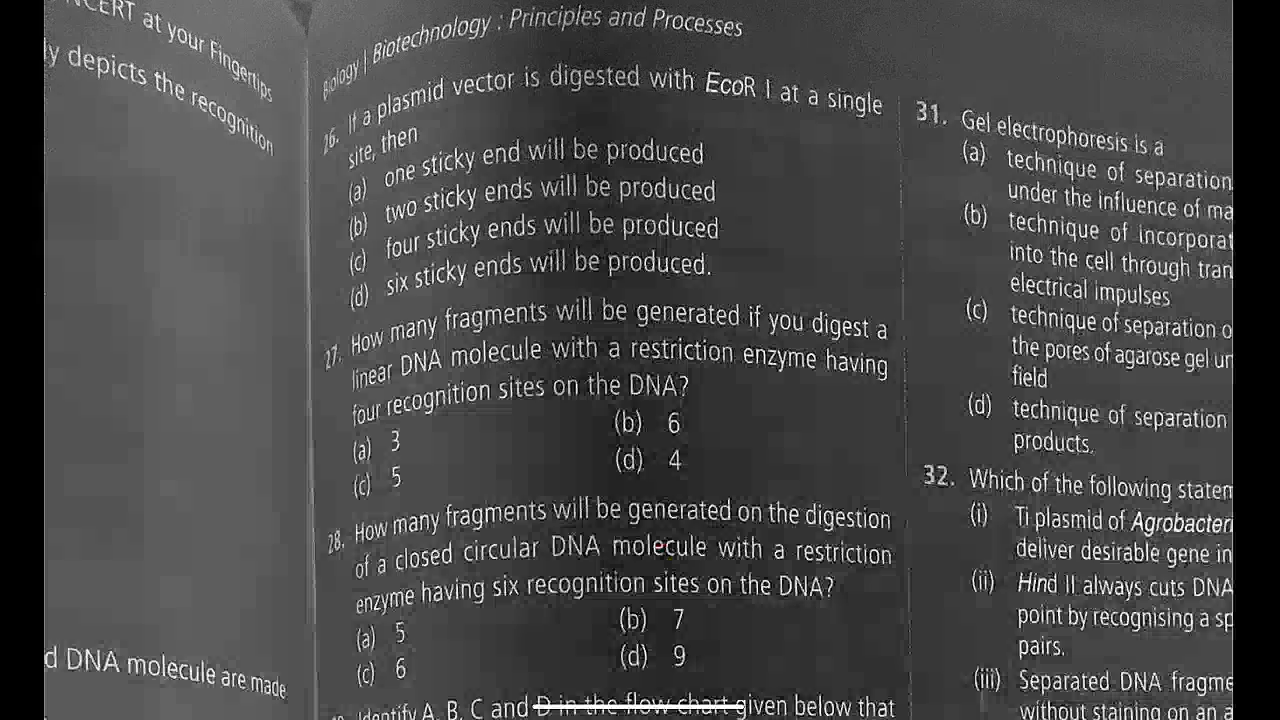 NCERT at your Fingertips
y depicts the recognition
d DNA molecule are made
Biology | Biotechnology : Principles and Processes
26. If a plasmid vector is digested with EcoR I at a single
site, then
(a) one sticky end will be produced
(b) two sticky ends will be produced
(c) four sticky ends will be produced
(d) six sticky ends will be produced.
27. How many fragments will be generated if you digest a
linear DNA molecule with a restriction enzyme having
four recognition sites on the DNA?
(a) 3 (b) 6
(c) 5 (d) 4
28. How many fragments will be generated on the digestion
of a closed circular DNA molecule with a restriction
enzyme having six recognition sites on the DNA?
(a) 5 (b) 7
(c) 6 (d) 9
Identify A, B, C and D in the flow chart given below that
31. Gel electrophoresis is a
(a) technique of separation
under the influence of ma
(b) technique of incorporat
into the cell through tran
electrical impulses
(c) technique of separation o
the pores of agarose gel un
field
(d) technique of separation
products.
32. Which of the following statem
(i) Ti plasmid of Agrobacteri
deliver desirable gene in
(ii) Hind II always cuts DNA
point by recognising a sp
pairs.
(iii) Separated DNA fragme
without staining on an a